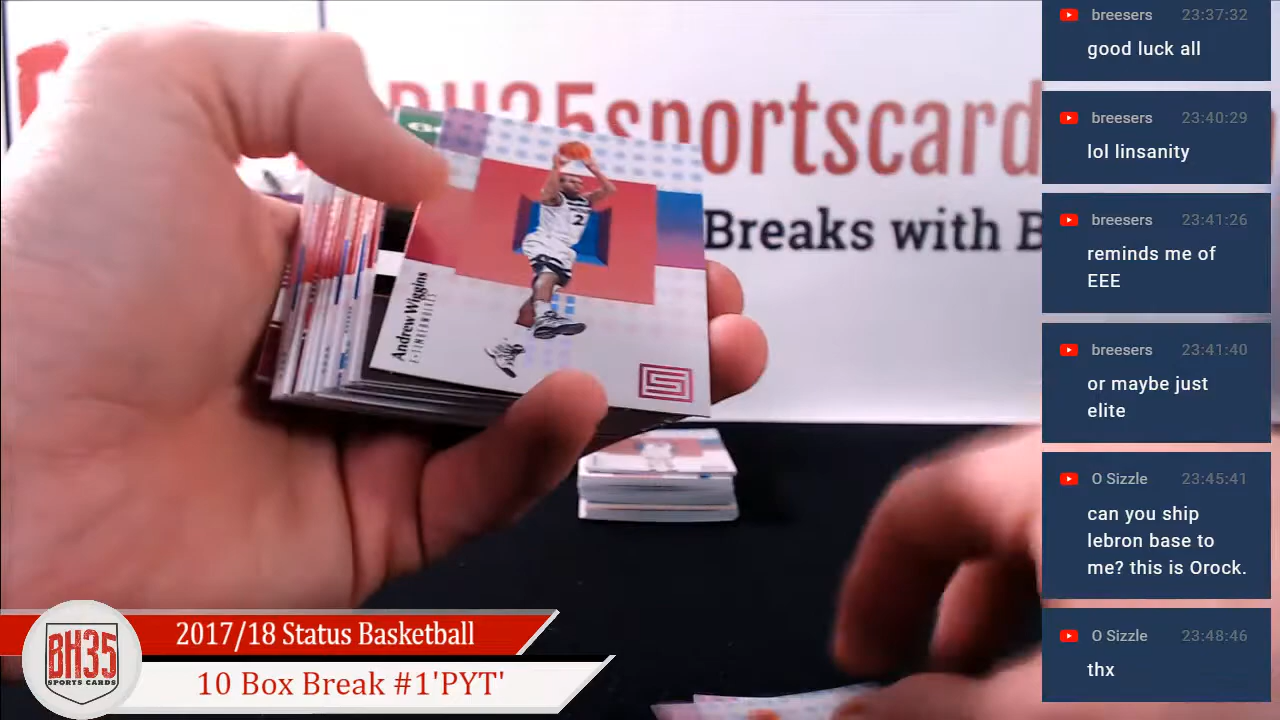 BH35sportscard
Breaks with B
Andrew Wiggins
F-TIMBERWOLVES
2
BH35
SPORTS CARDS
2017/18 Status Basketball
10 Box Break #1'PYT'
breesers 23:37:32
good luck all
breesers 23:40:29
lol linsanity
breesers 23:41:26
reminds me of
EEE
breesers 23:41:40
or maybe just
elite
O Sizzle 23:45:41
can you ship
lebron base to
me? this is Orock.
O Sizzle 23:48:46
thx